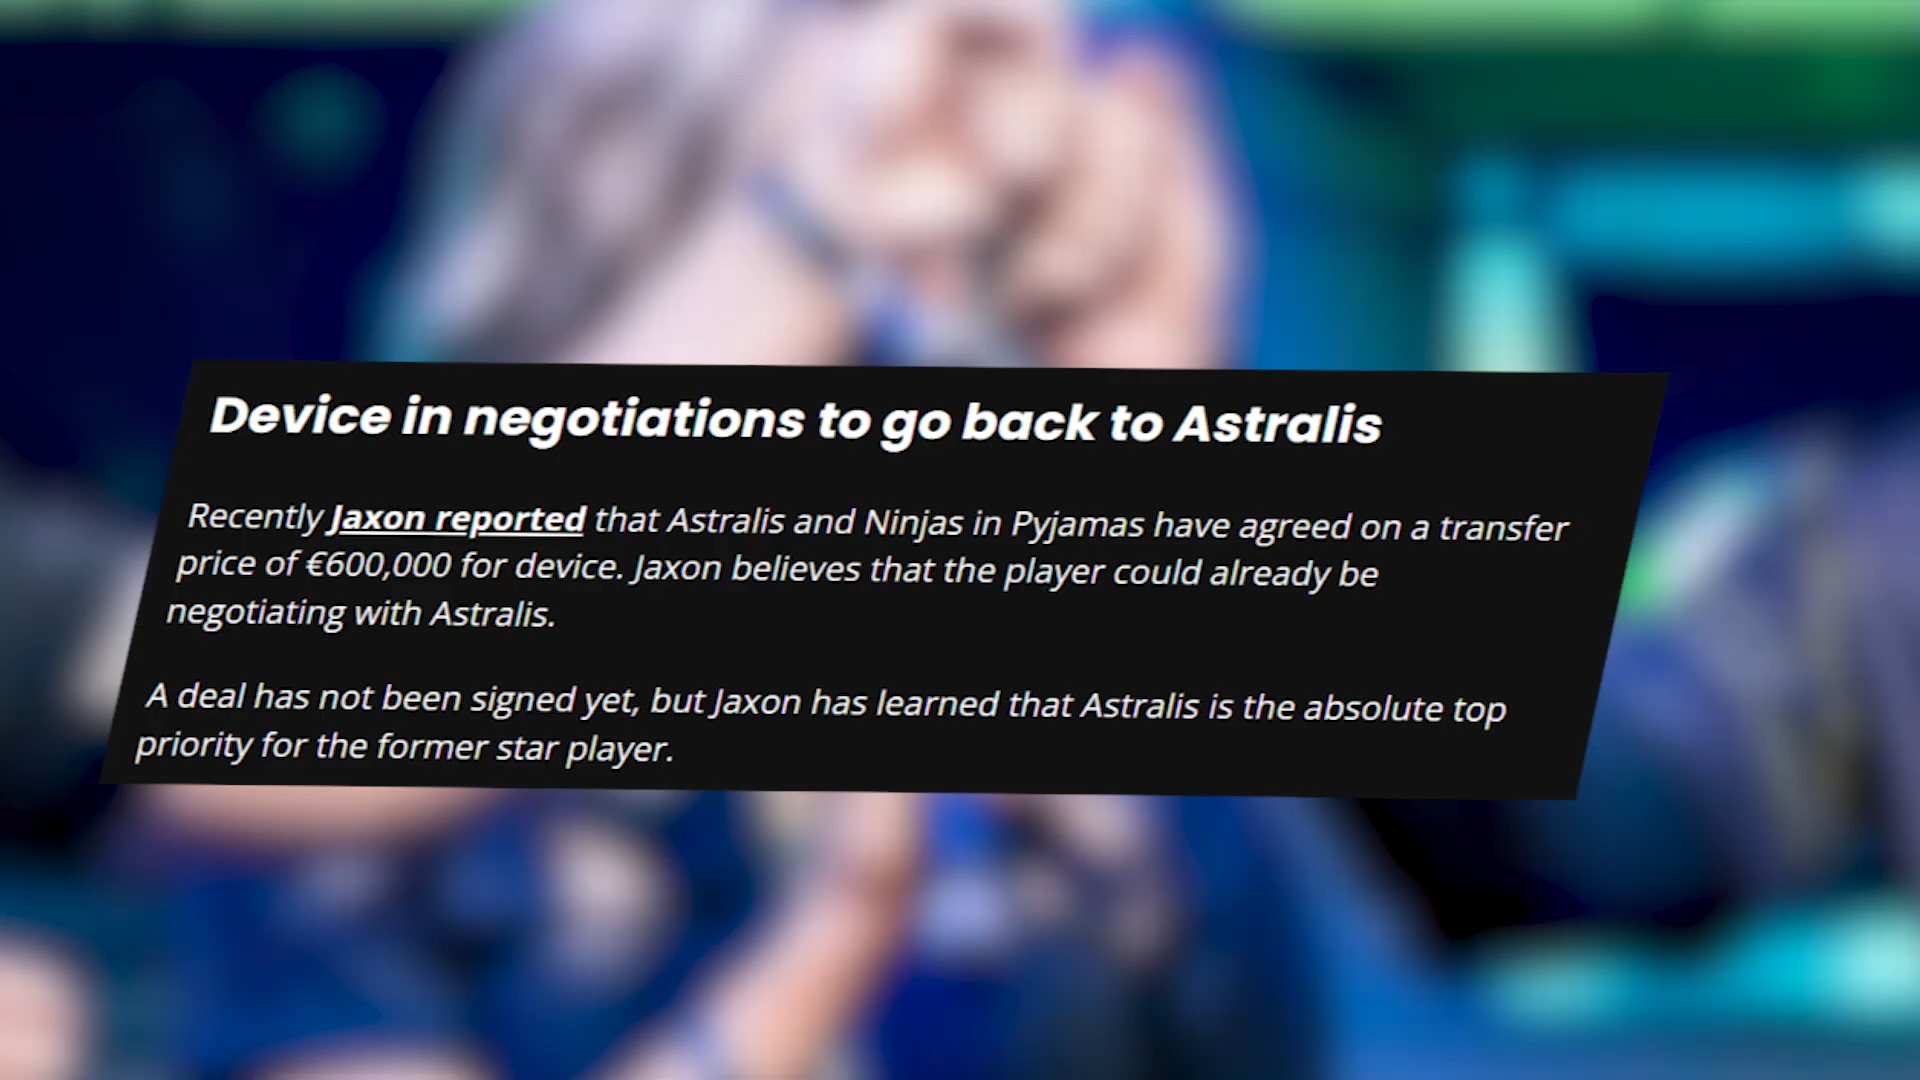 Device in negotiations to go back to Astralis
Recently Jaxon reported that Astralis and Ninjas in Pyjamas have agreed on a transfer
price of €600,000 for device. Jaxon believes that the player could already be
negotiating with Astralis.
A deal has not been signed yet, but Jaxon has learned that Astralis is the absolute top
priority for the former star player.